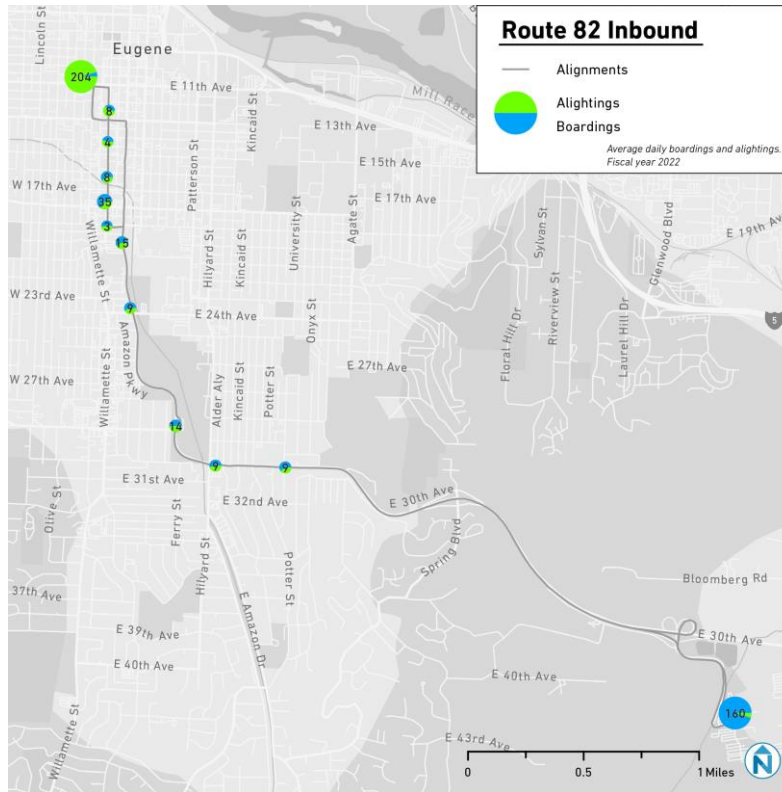 Route 82 Inbound
Alignments
Alightings
Boardings
Average daily boardings and alightings.
Fiscal year 2022
Lincoln St
Eugene
204
E 11th Ave
Mill Race
8
Kincaid St
E 13th Ave
4
E 15th Ave
Patterson St
8
W 17th Ave
E 17th Ave
35
Agate St
3
Willamette St
15
Hilyard St
Kincaid St
University St
Sylvan St
Riverview St
Glenwood Blvd
E 19th Av
W 23rd Ave
9
E 24th Ave
Onyx St
Floral Hill Dr
Laurel Hill Dr
5
Amazon Pkwy
E 27th Ave
W 27th Ave
Willamette St
Alder Aly
Kincaid St
Potter St
14
9
9
E 31st Ave
E 32nd Ave
E 30th Ave
Olive St
Ferry St
Hilyard St
Spring Blvd
Potter St
Bloomberg Rd
37th Ave
E Amazon Dr
E 39th Ave
E 30th Ave
E 40th Ave
E 40th Ave
160
E 43rd Ave
Willamette St
0
0.5
1 Miles
N